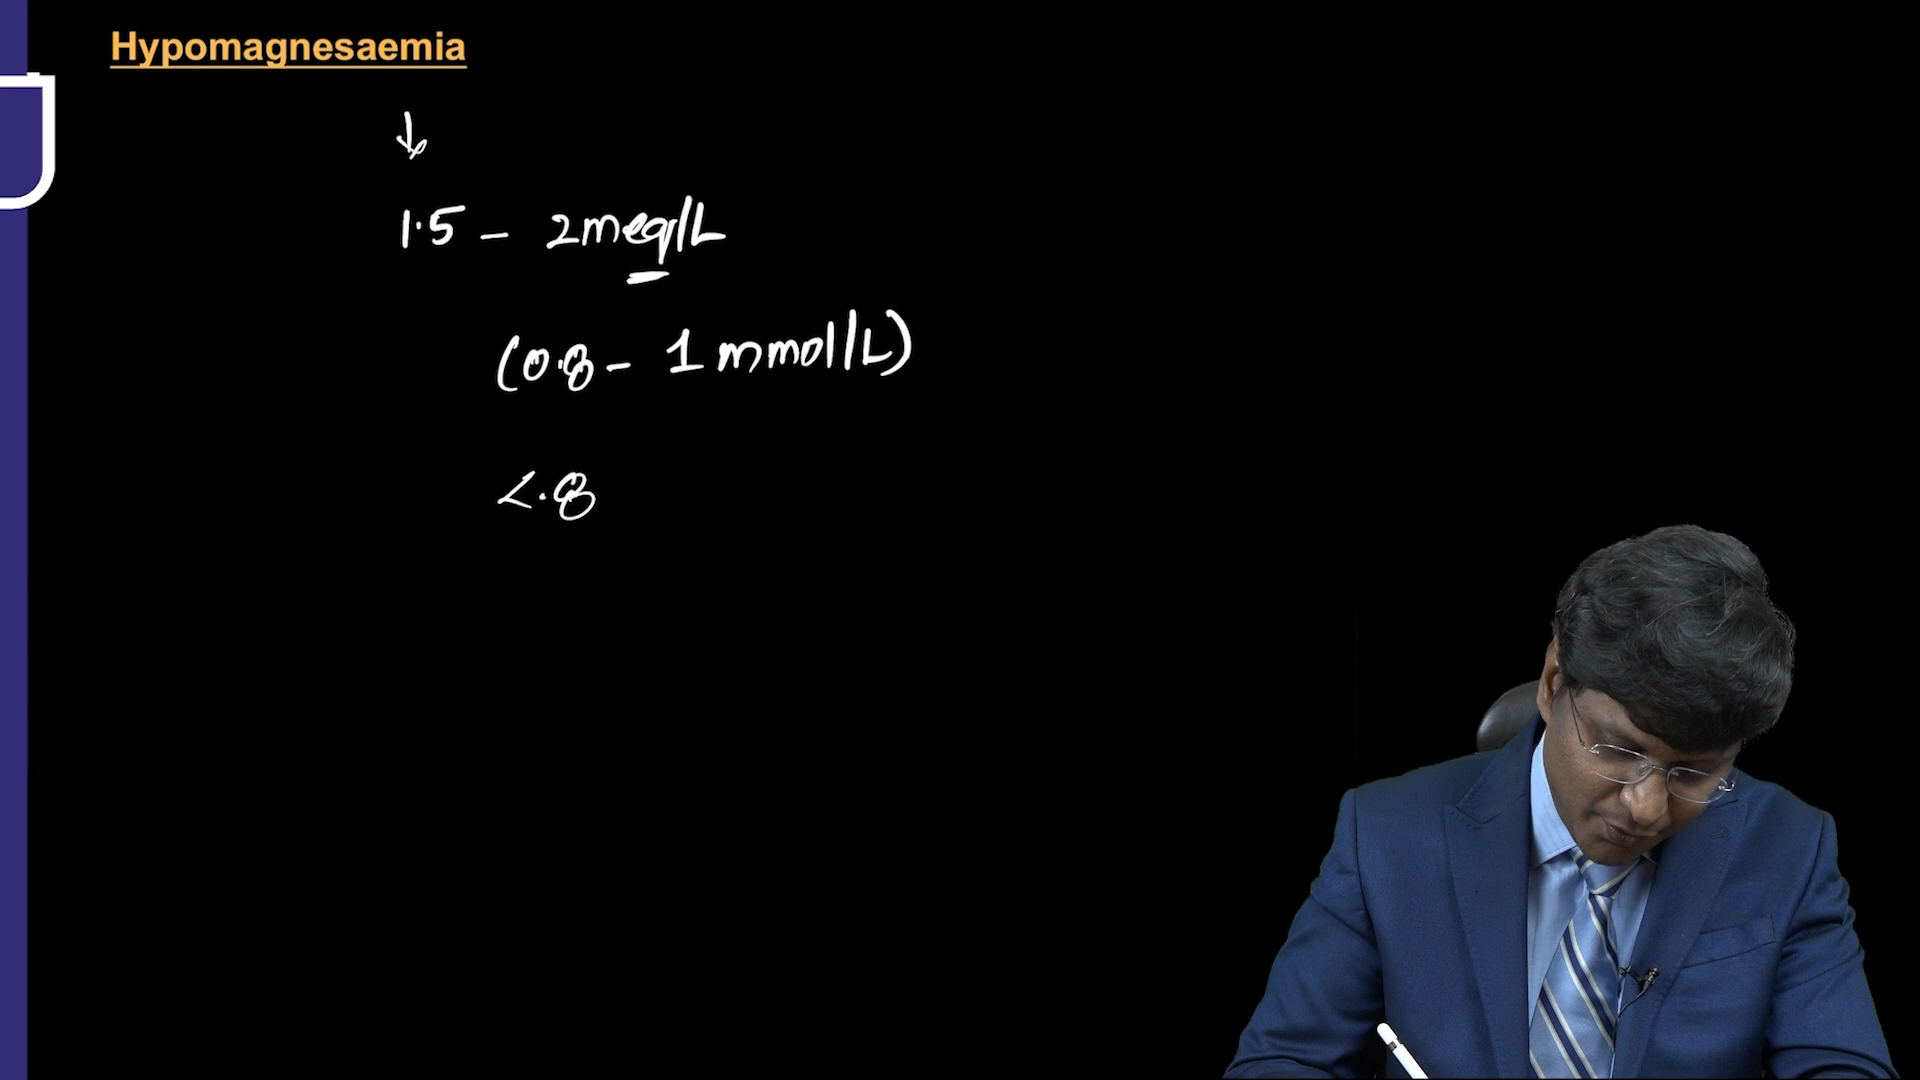 Hypomagnesaemia
↓
1.5 - 2meq/L
(0.8 - 1 mmol/L)
<.8